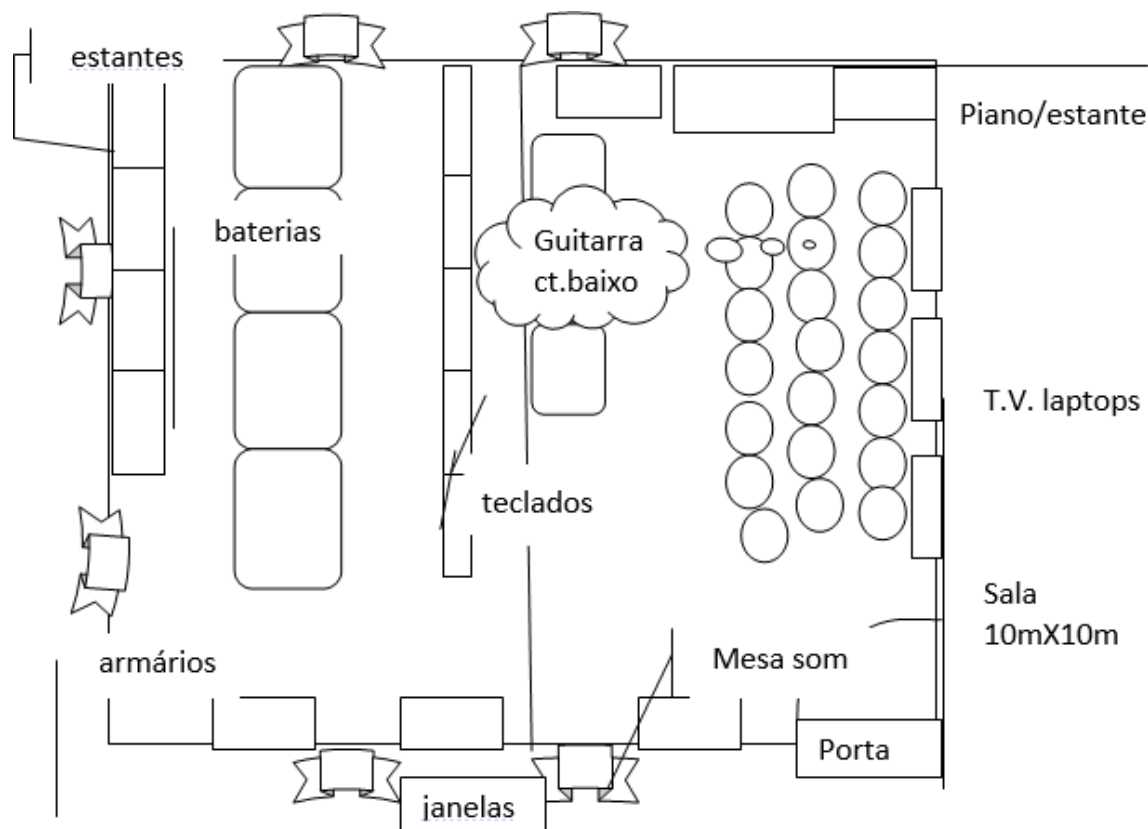 estantes
Piano/estante
baterias
Guitarra
ct.baixo
T.V. laptops
teclados
Sala
10mX10m
armários
Mesa som
Porta
janelas